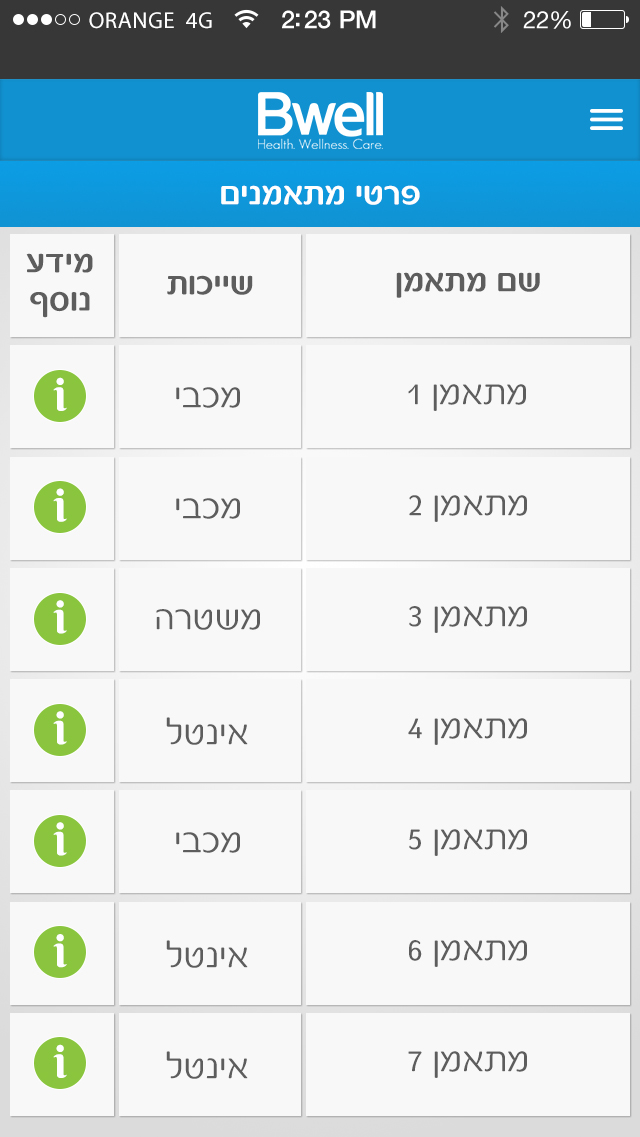 ORANGE 4G 2:23 PM 22%
Bwell
Health. Wellness. Care.
פרטי מתאמנים
שם מתאמן שייכות מידע נוסף
מתאמן 1 מכבי
מתאמן 2 מכבי
מתאמן 3 משטרה
מתאמן 4 אינטל
מתאמן 5 מכבי
מתאמן 6 אינטל
מתאמן 7 אינטל